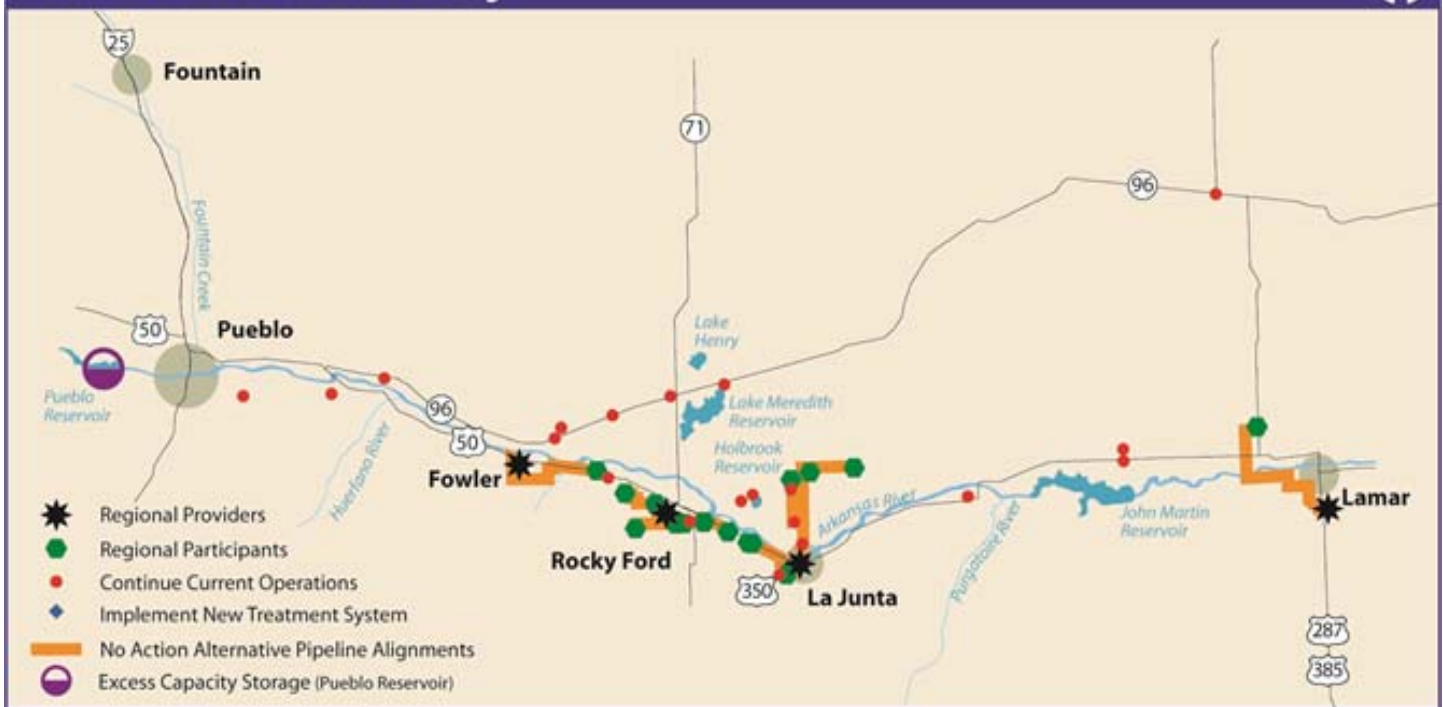 25
Fountain
71
96
Fountain Creek
50
Pueblo
Lake
Henry
Pueblo
Reservoir
96
Lake Meredith
Reservoir
50
Holbrook
Reservoir
Huerfano River
Fowler
Arkansas River
Lamar
John Martin
Reservoir
Purgatoire River
Rocky Ford
350
La Junta
287
385
Regional Providers
Regional Participants
Continue Current Operations
Implement New Treatment System
No Action Alternative Pipeline Alignments
Excess Capacity Storage (Pueblo Reservoir)